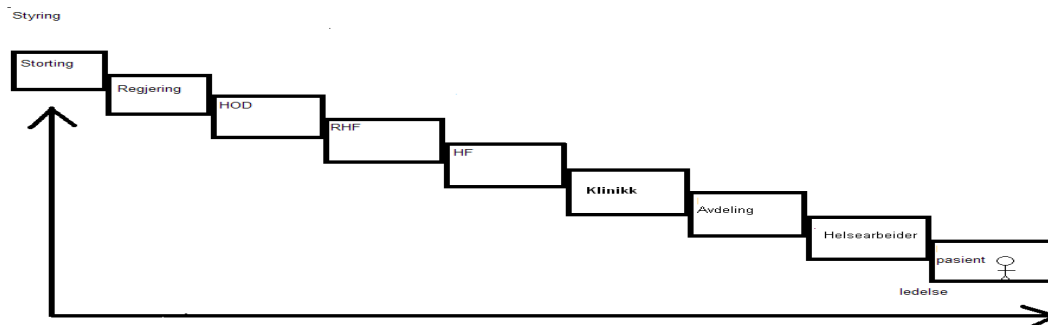 Styring
Storting
Regjering
HOD
RHF
HF
Klinikk
Avdeling
Helsearbeider
pasient
ledelse